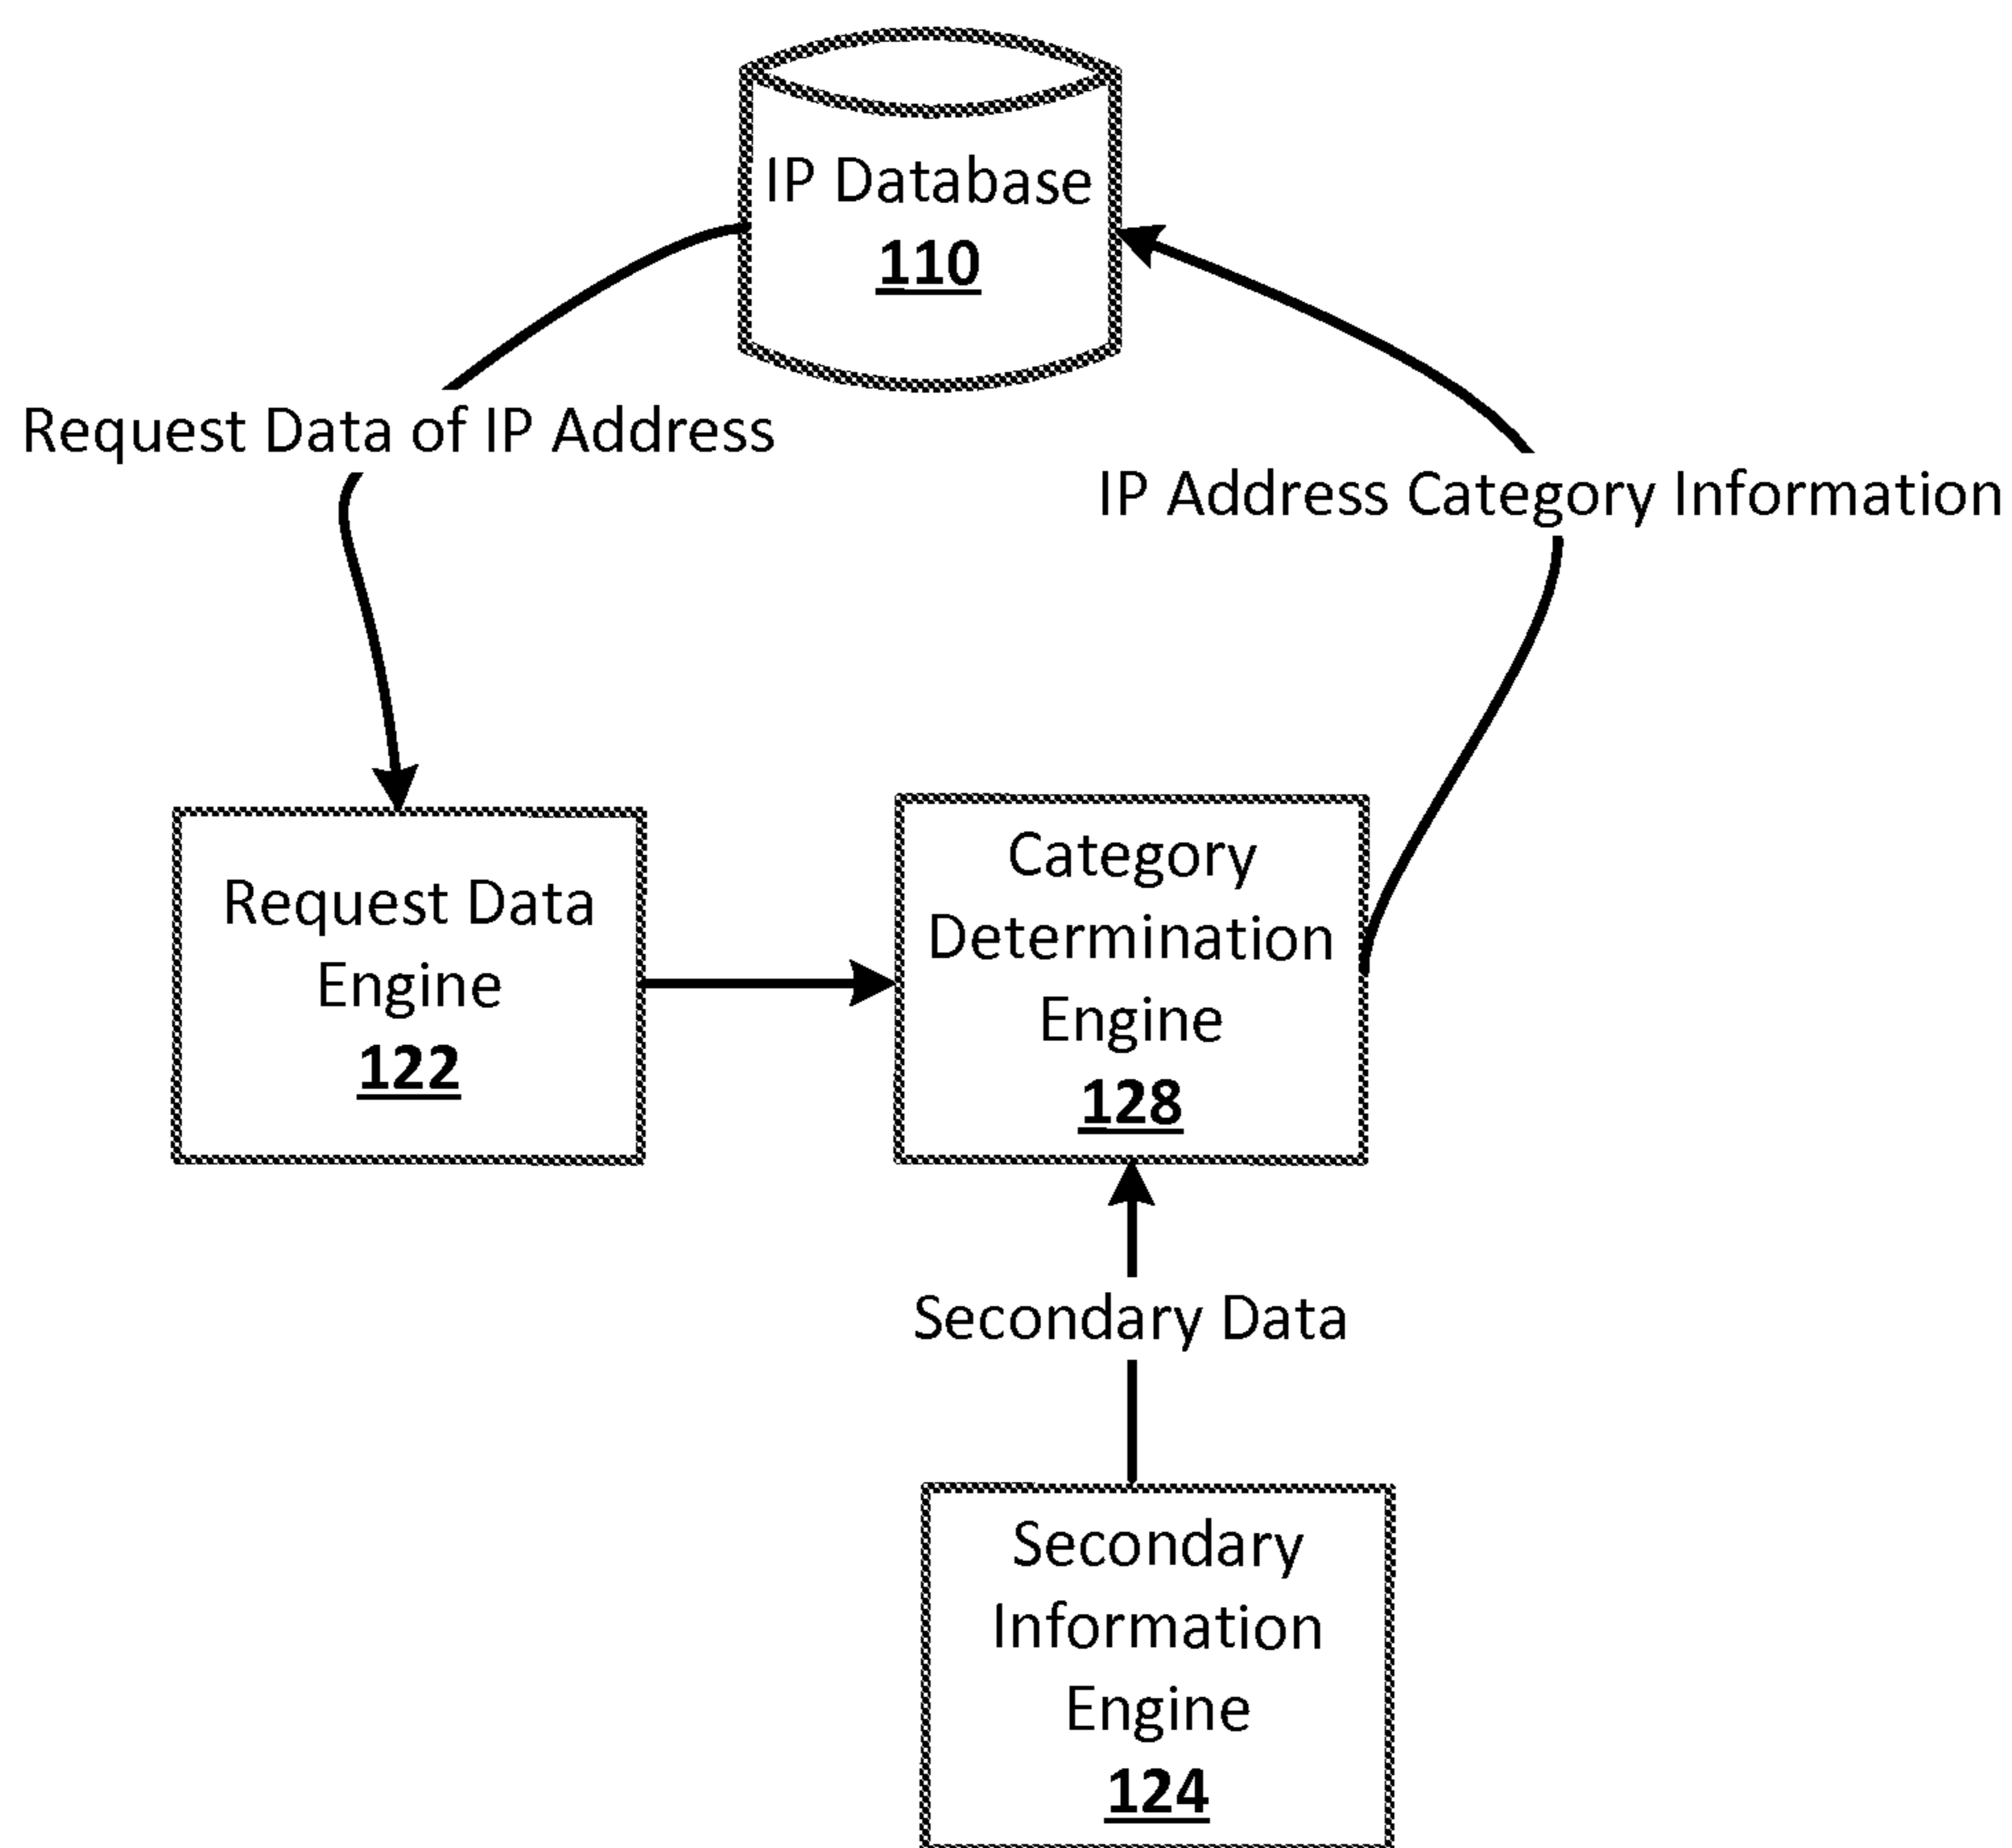 IP Database
110
Request Data of IP Address
IP Address Category Information
Request Data
Engine
122
Category
Determination
Engine
128
Secondary Data
Secondary
Information
Engine
124